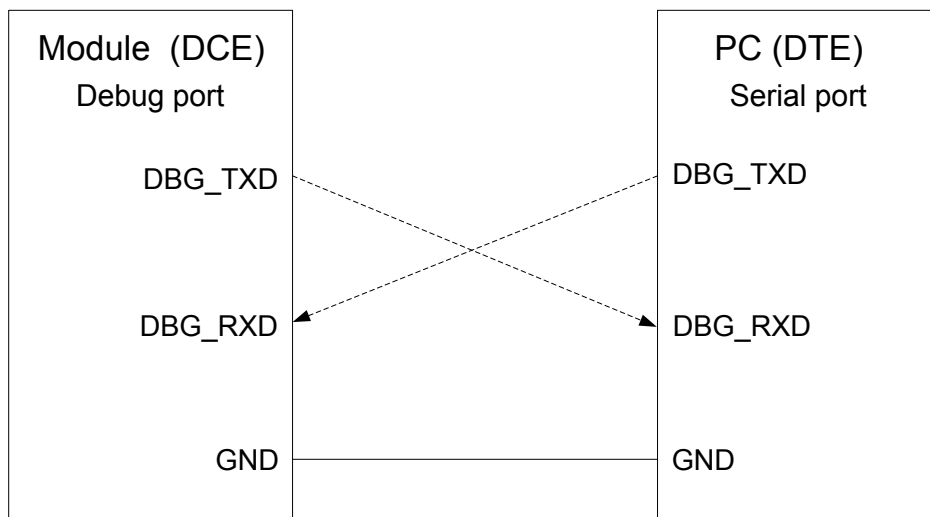 Module (DCE)
Debug port
DBG_TXD
DBG_RXD
GND
PC (DTE)
Serial port
DBG_TXD
DBG_RXD
GND